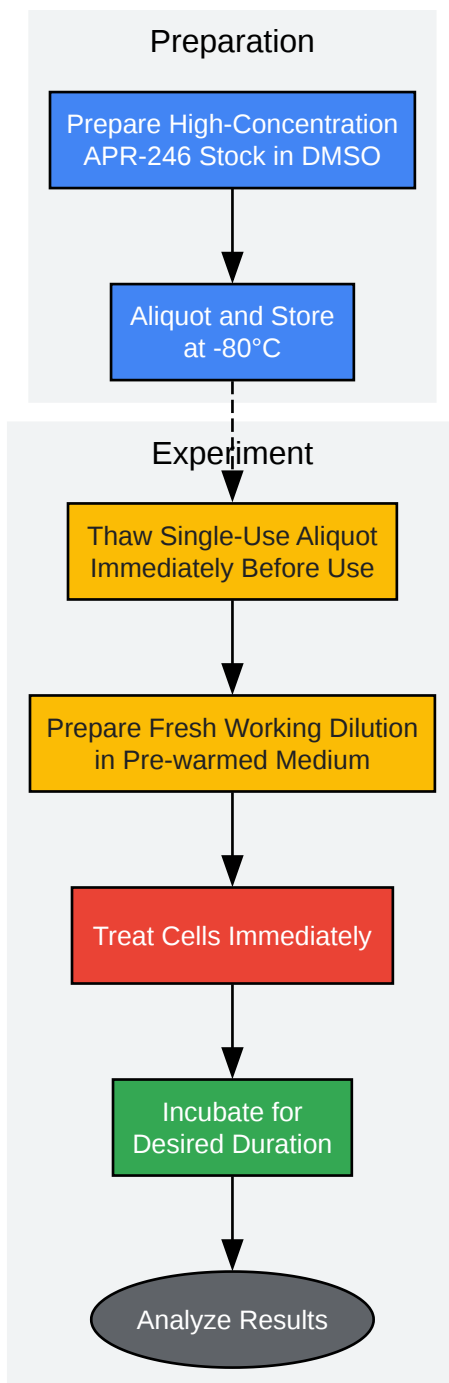 Preparation
Prepare High-Concentration
APR-246 Stock in DMSO
Aliquot and Store
at -80°C
Experiment
Thaw Single-Use Aliquot
Immediately Before Use
Prepare Fresh Working Dilution
in Pre-warmed Medium
Treat Cells Immediately
Incubate for
Desired Duration
Analyze Results